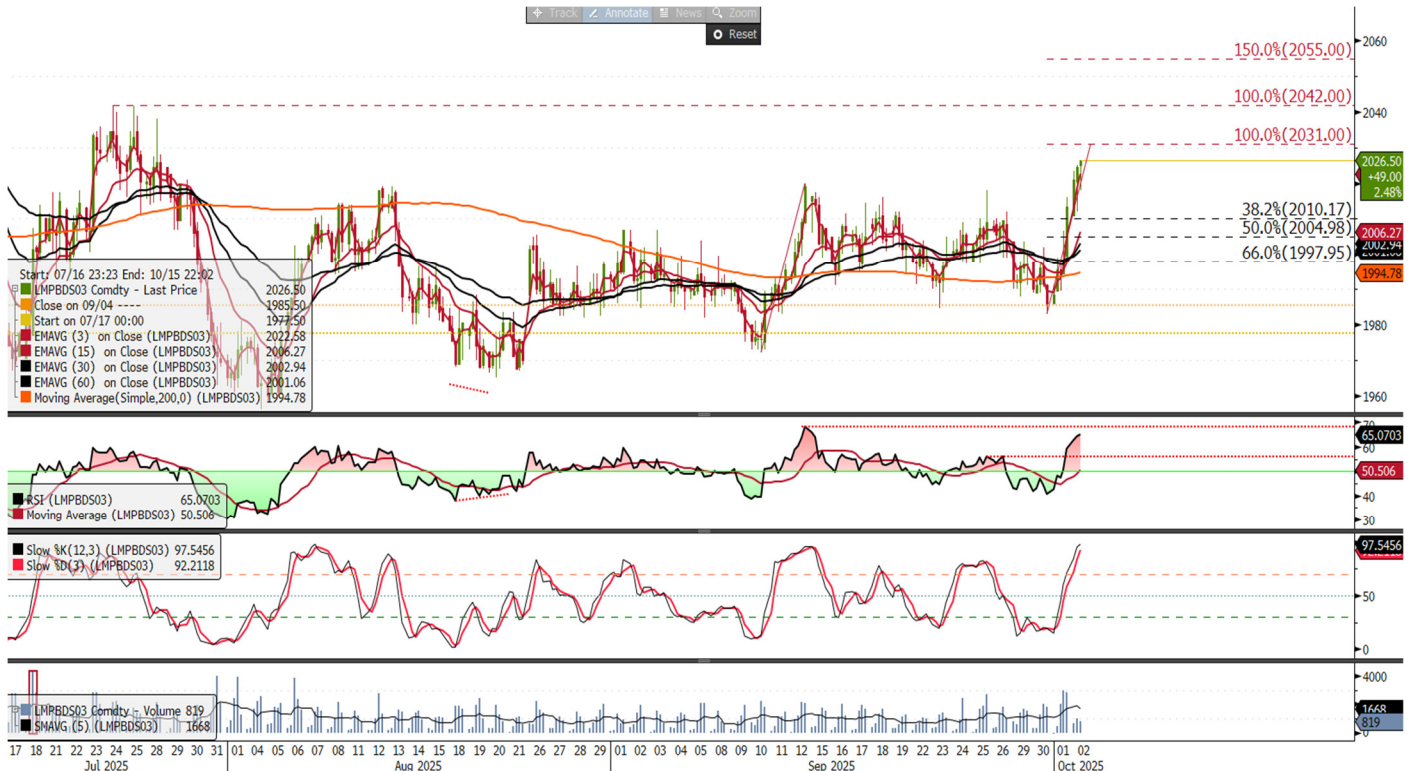 Track Annotate News Zoom
Reset
2060
150.0%(2055.00)
100.0%(2042.00)
2040
100.0%(2031.00)
2026.50
+49.00
2.48%
38.2%(2010.17)
50.0%(2004.98)
2006.27
2002.94
66.0%(1997.95)
1994.78
1980
1960
Start: 07/16 23:23 End: 10/15 22:02
LMPBDS03 Comdty - Last Price 2026.50
Close on 09/04 ---- 1985.50
Start on 07/17 00:00 1977.50
EMAVG (3) on Close (LMPBDS03) 2022.58
EMAVG (15) on Close (LMPBDS03) 2006.27
EMAVG (30) on Close (LMPBDS03) 2002.94
EMAVG (60) on Close (LMPBDS03) 2001.06
Moving Average(Simple,200,0) (LMPBDS03) 1994.78
70
65.0703
60
50.506
40
30
RSI (LMPBDS03) 65.0703
Moving Average (LMPBDS03) 50.506
Slow %K(12,3) (LMPBDS03) 97.5456
Slow %D(3) (LMPBDS03) 92.2118
97.5456
50
0
LMPBDS03 Comdty - Volume 819
SMAVG (5) (LMPBDS03) 1668
4000
1668
819
0
17 18 21 22 23 24 25 28 29 30 31 01 04 05 06 07 08 11 12 13 14 15 18 19 20 21 26 27 28 29 01 02 03 04 05 08 09 10 12 15 16 17 18 19 22 23 24 25 26 29 30 01 02
Jul 2025 Aug 2025 Sep 2025 Oct 2025